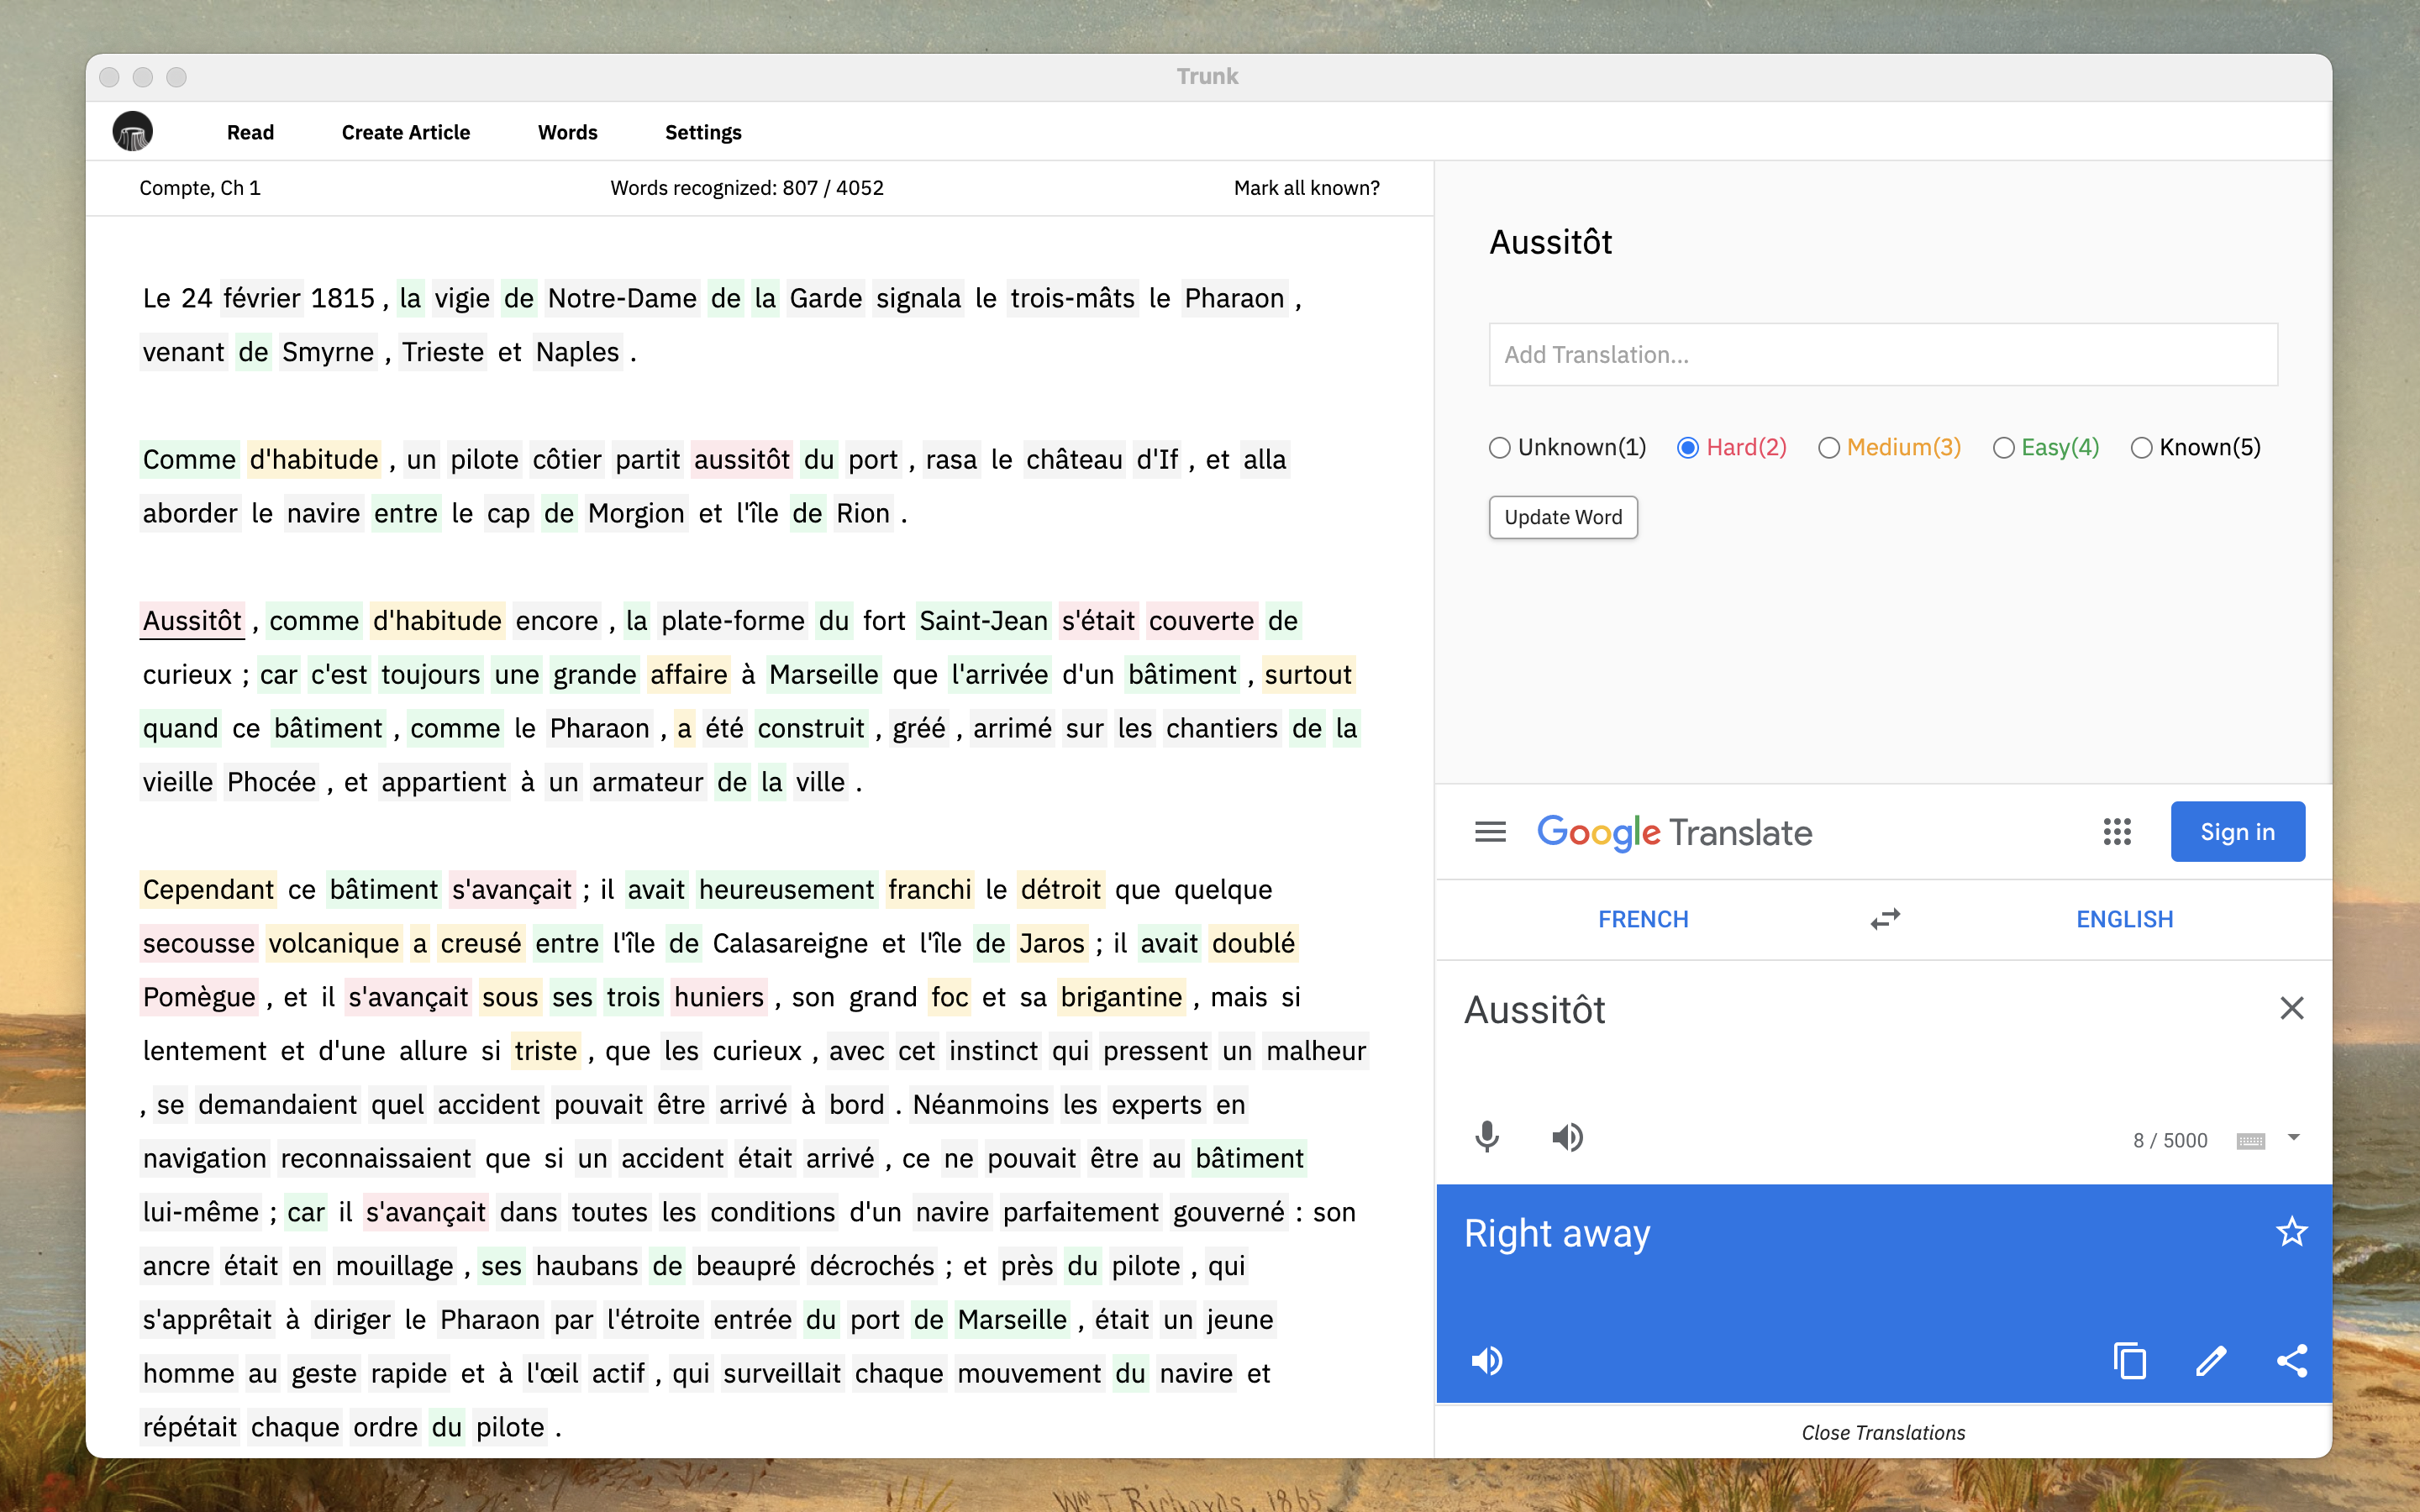 Trunk
Read Create Article Words Settings
Compte, Ch 1 Words recognized: 807 / 4052 Mark all known?
Le 24 février 1815 , la vigie de Notre-Dame de la Garde signala le trois-mâts le Pharaon ,
venant de Smyrne , Trieste et Naples .
Comme d'habitude , un pilote côtier partit aussitôt du port , rasa le château d'If , et alla
aborder le navire entre le cap de Morgion et l'île de Rion .
Aussitôt , comme d'habitude encore , la plate-forme du fort Saint-Jean s'était couverte de
curieux ; car c'est toujours une grande affaire à Marseille que l'arrivée d'un bâtiment , surtout
quand ce bâtiment , comme le Pharaon , a été construit , gréé , arrimé sur les chantiers de la
vieille Phocée , et appartient à un armateur de la ville .
Cependant ce bâtiment s'avançait ; il avait heureusement franchi le détroit que quelque
secousse volcanique a creusé entre l'île de Calasareigne et l'île de Jaros ; il avait doublé
Pomègue , et il s'avançait sous ses trois huniers , son grand foc et sa brigantine , mais si
lentement et d'une allure si triste , que les curieux , avec cet instinct qui pressent un malheur
, se demandaient quel accident pouvait être arrivé à bord . Néanmoins les experts en
navigation reconnaissaient que si un accident était arrivé , ce ne pouvait être au bâtiment
lui-même ; car il s'avançait dans toutes les conditions d'un navire parfaitement gouverné : son
ancre était en mouillage , ses haubans de beaupré décrochés ; et près du pilote , qui
s'apprêtait à diriger le Pharaon par l'étroite entrée du port de Marseille , était un jeune
homme au geste rapide et à l'œil actif , qui surveillait chaque mouvement du navire et
répétait chaque ordre du pilote .
Aussitôt
Add Translation...
Unknown(1) Hard(2) Medium(3) Easy(4) Known(5)
Update Word
Google Translate Sign in
FRENCH ENGLISH
Aussitôt
8 / 5000
Right away
Close Translations
Wm T Richards. 1865